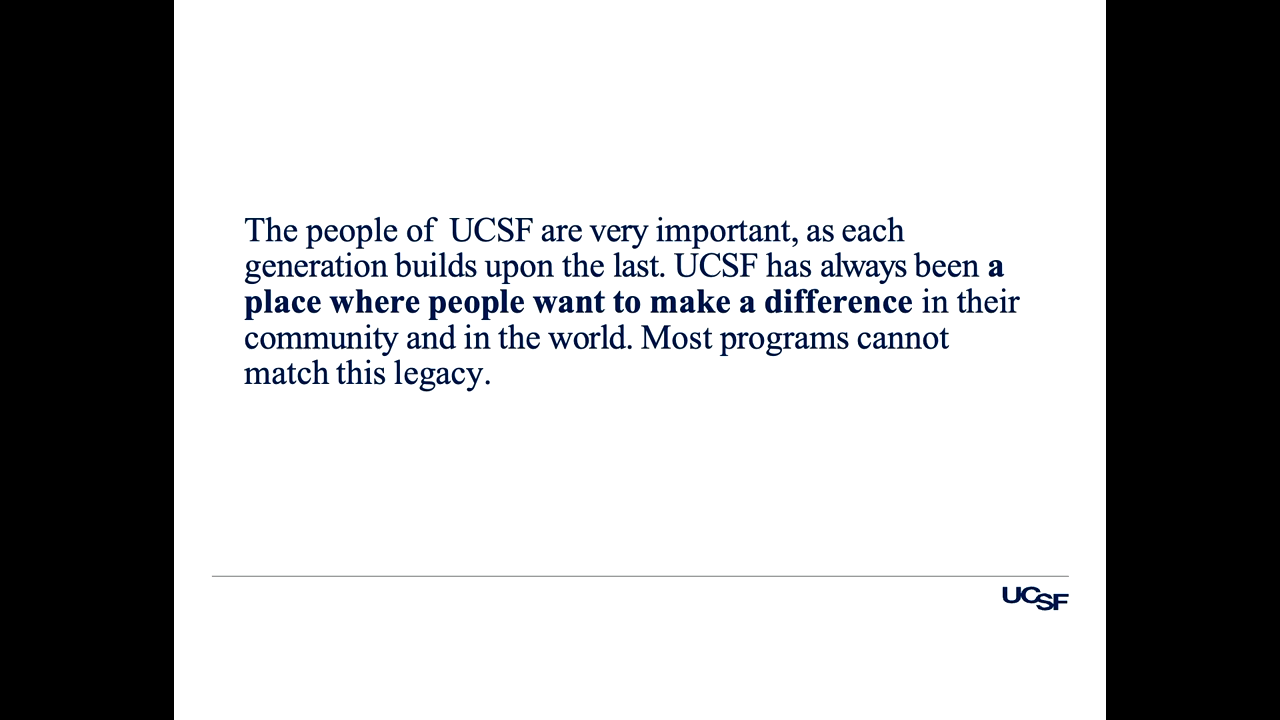 The people of UCSF are very important, as each
generation builds upon the last. UCSF has always been a
place where people want to make a difference in their
community and in the world. Most programs cannot
match this legacy.
UCSF